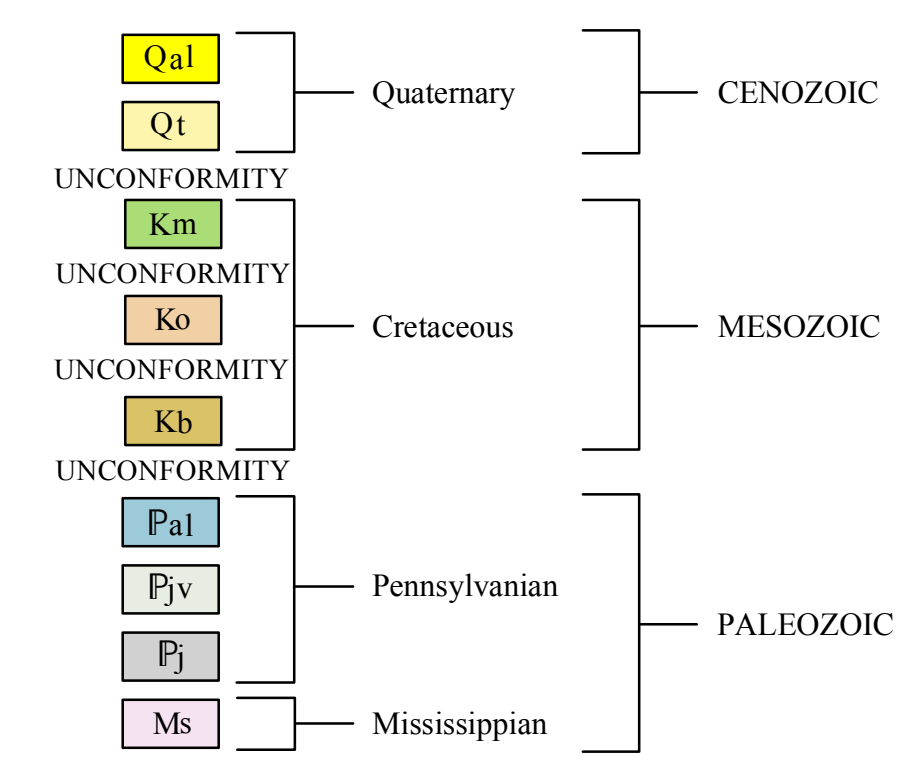 Qal
Quaternary
CENOZOIC
Qt
UNCONFORMITY
Km
UNCONFORMITY
Ko
Cretaceous
MESOZOIC
UNCONFORMITY
Kb
UNCONFORMITY
ℙal
ℙjv
Pennsylvanian
PALEOZOIC
ℙj
Ms
Mississippian